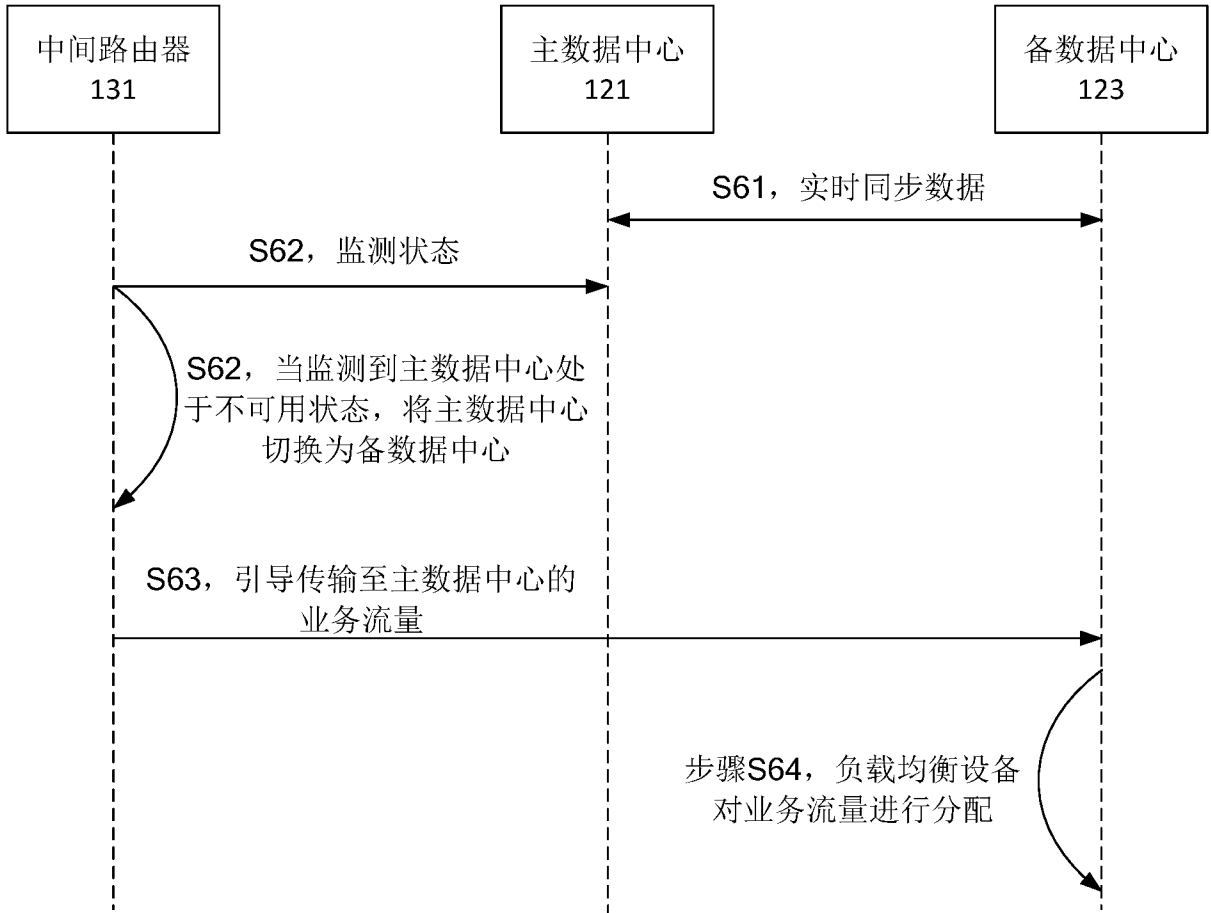 中间路由器
131
主数据中心
121
备数据中心
123
S61，实时同步数据
S62，监测状态
S62，当监测到主数据中心处
于不可用状态，将主数据中心
切换为备数据中心
S63，引导传输至主数据中心的
业务流量
步骤S64，负载均衡设备
对业务流量进行分配